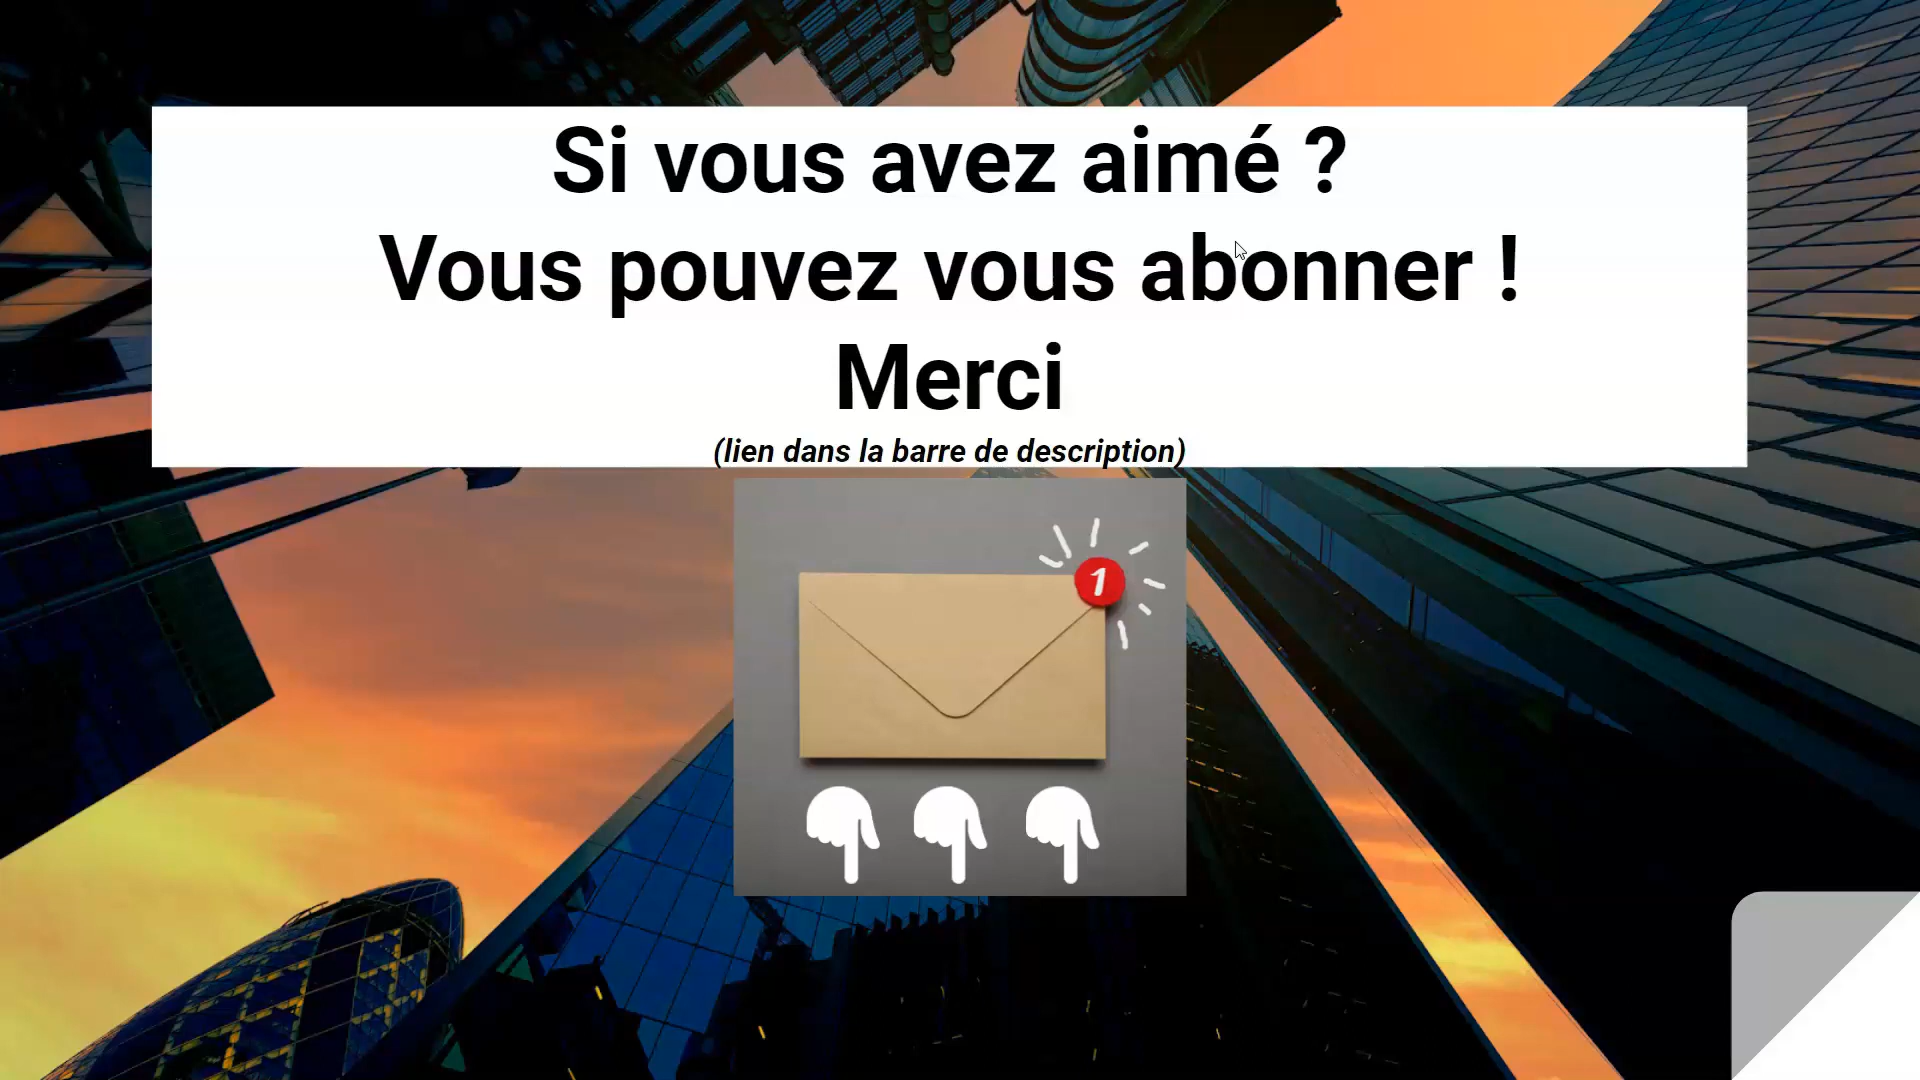 Si vous avez aimé ?
Vous pouvez vous abonner !
Merci
(lien dans la barre de description)
1